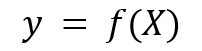 y = f(X)